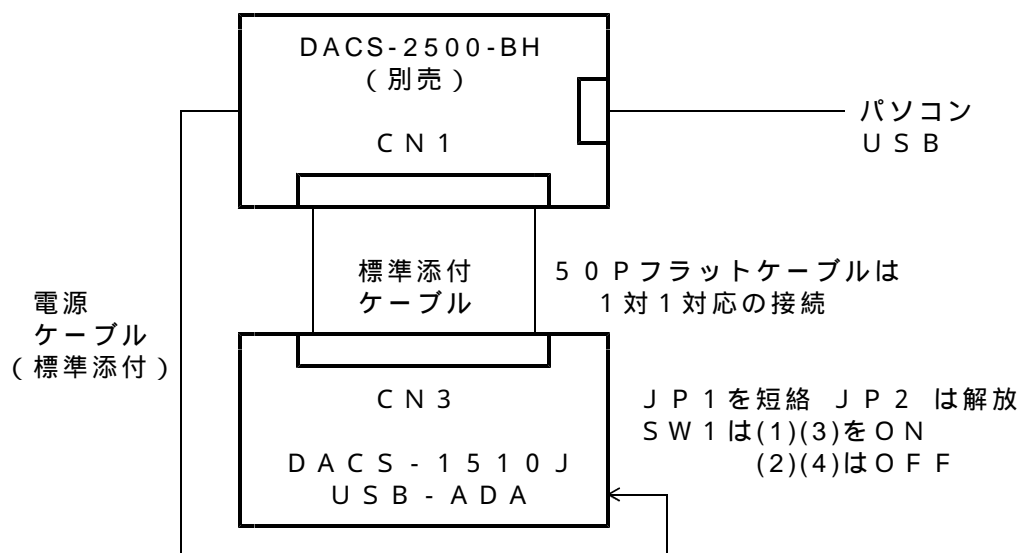 DACS-2500-BH
(別売)
パソコン
USB
CN1
標準添付
ケーブル
50Pフラットケーブルは
1対1対応の接続
電源
ケーブル
(標準添付)
CN3
JP1を短絡 JP2 は解放
SW1は(1)(3)をON
(2)(4)はOFF
DACS-1510J
USB-ADA